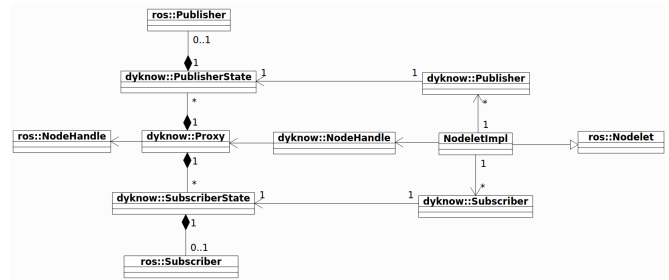 ros::Publisher
0..1
1
dyknow::PublisherState
1
1
dyknow::Publisher
*
*
1
1
ros::NodeHandle
dyknow::Proxy
dyknow::NodeHandle
NodeletImpl
ros::Nodelet
1
1
*
*
dyknow::SubscriberState
1
1
dyknow::Subscriber
1
0..1
ros::Subscriber